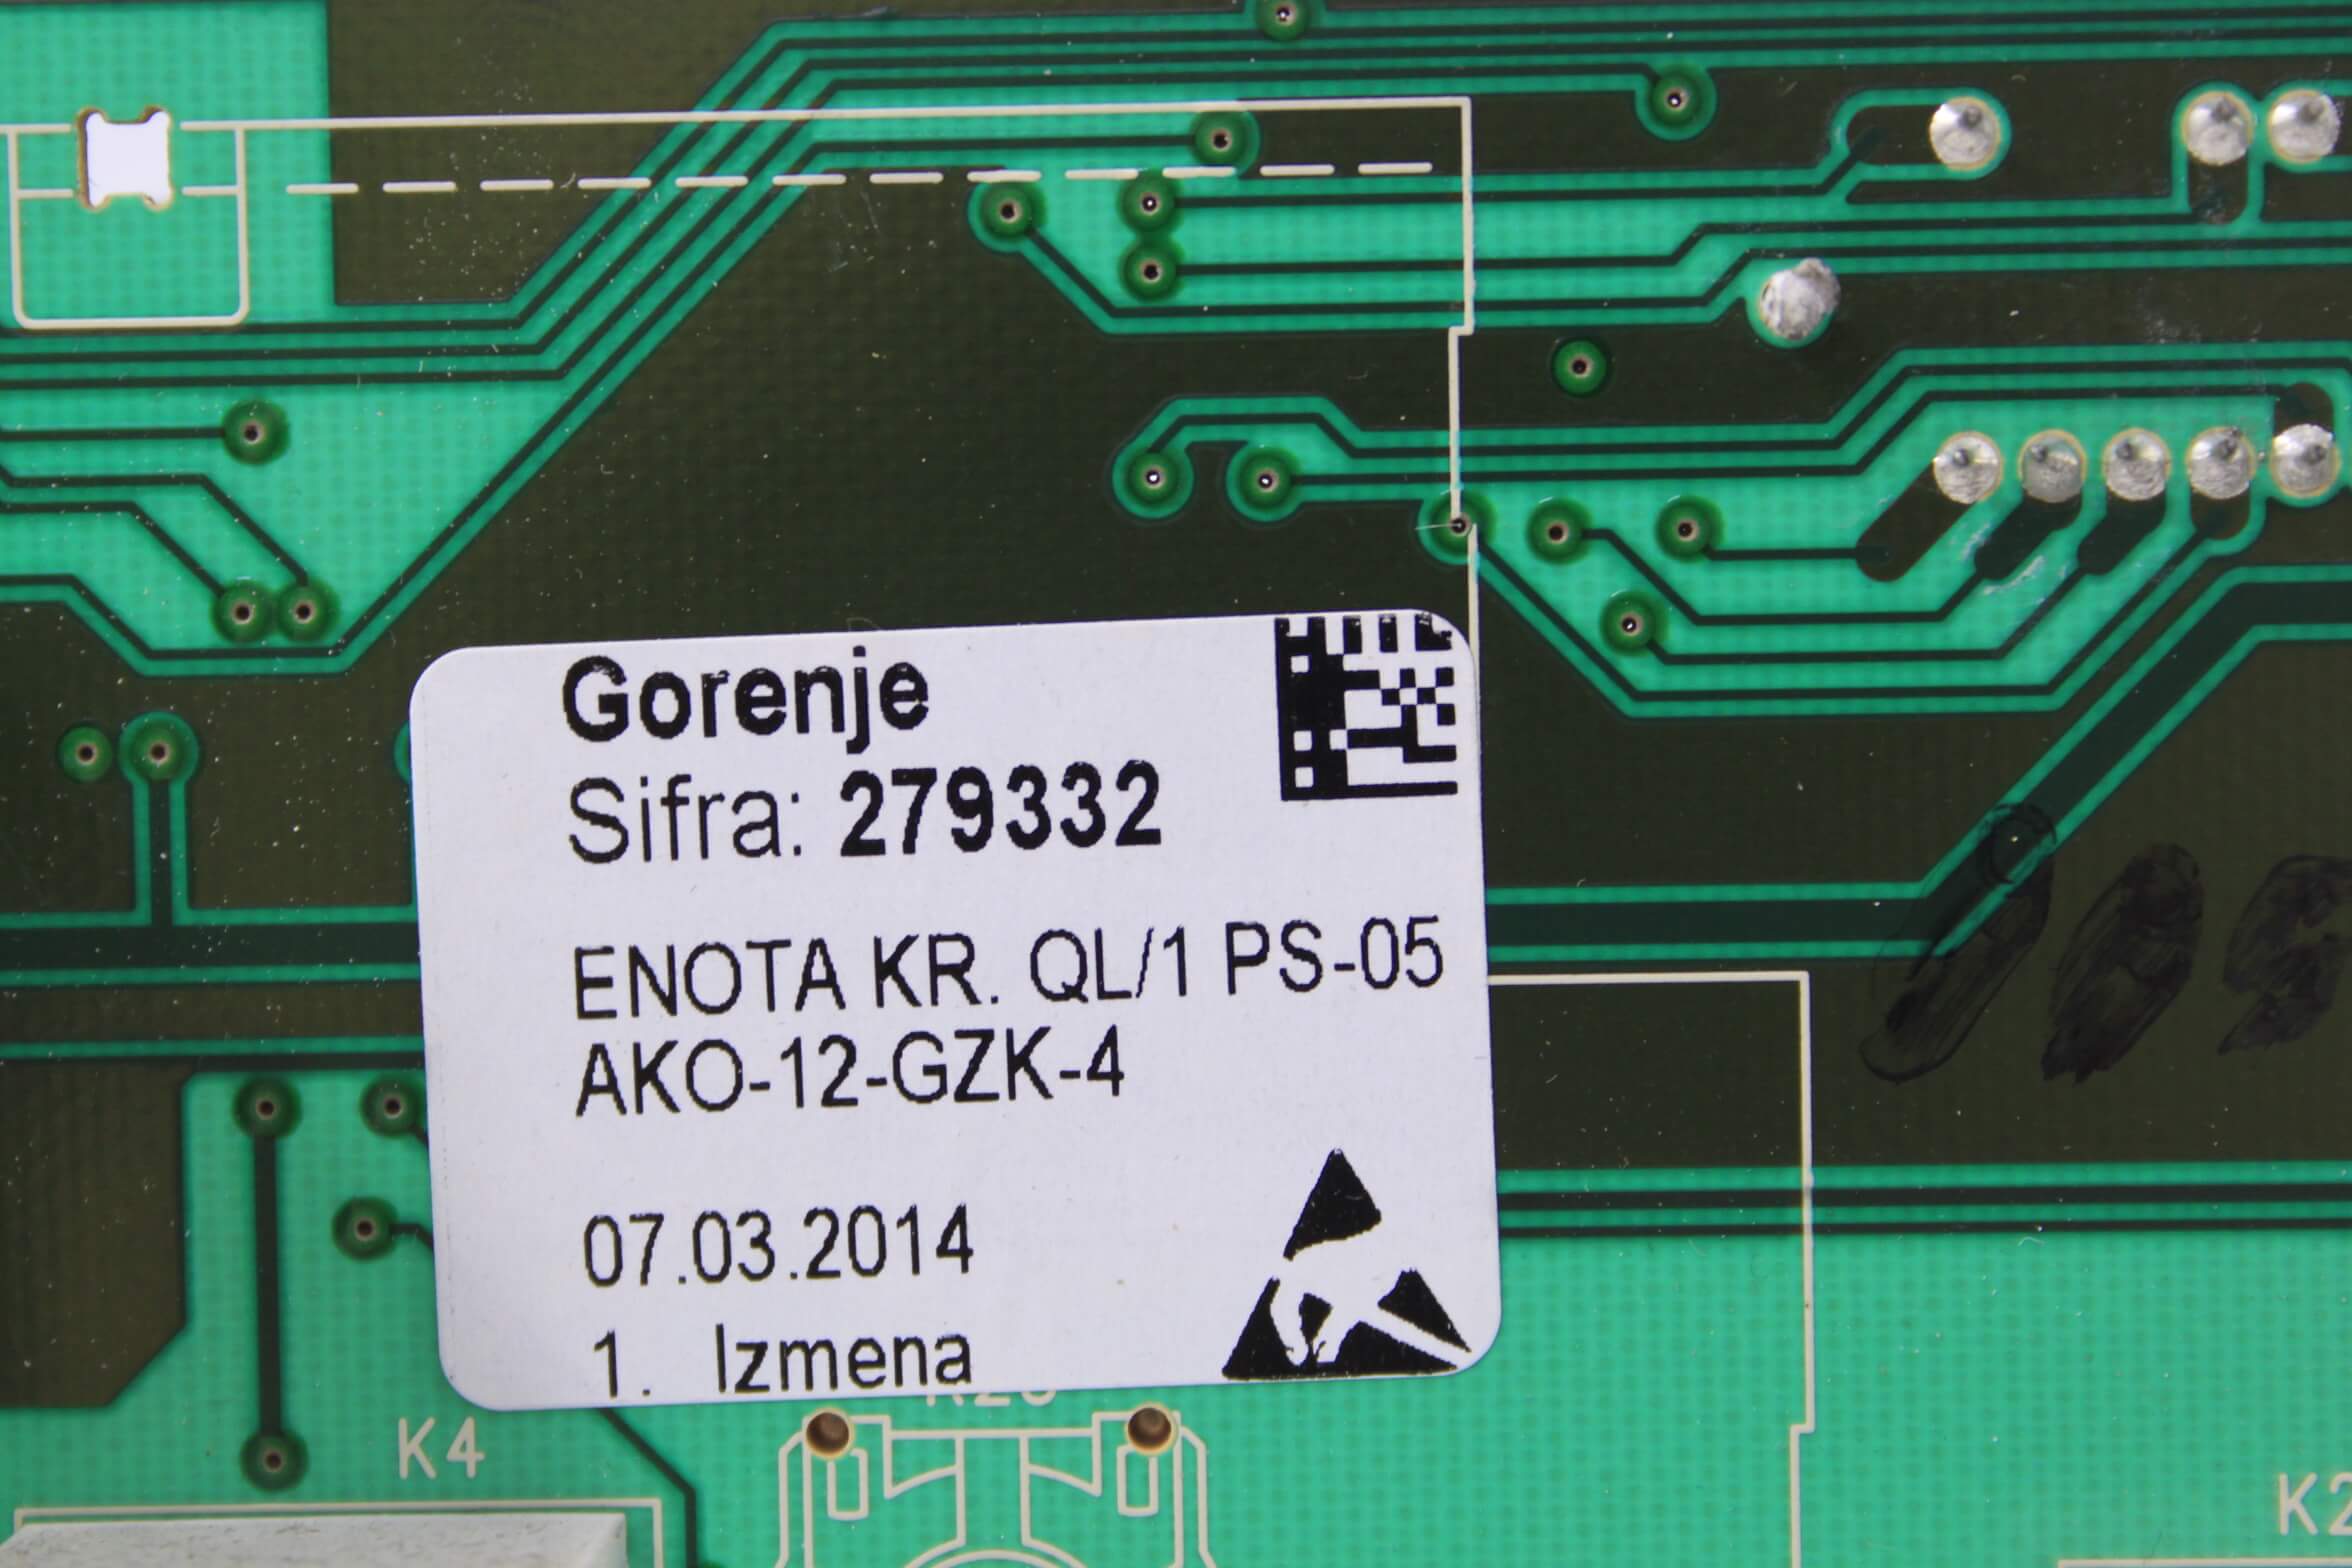 Gorenje
Sifra: 279332
ENOTA KR. QL/1 PS-05
AKO-12-GZK-4
07.03.2014
1. Izmena
K4